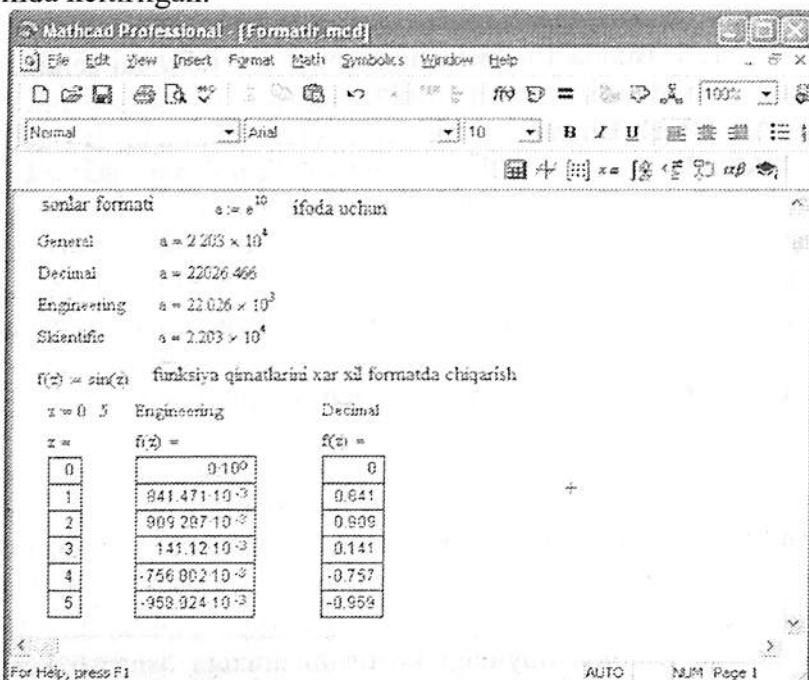 keltirilgan.
Mathcad Professional - [Formatir.mcd]
File Edit View Insert Format Math Symbolics Window Help
100%
Normal Arial 10 B I U
sonlar formati a := e^10 ifoda uchun
General a = 2.203 × 10^4
Decimal a = 22026.466
Engineering a = 22.026 × 10^3
Skientific a = 2.203 × 10^4
f(z) := sin(z) funksiya qimatlarini xar xil formatda chiqarish
z = 0 .. 5 Engineering Decimal
z = f(z) = f(z) =
0 0·10^0 0
1 841.471·10^-3 0.841
2 909.297·10^-3 0.909
3 141.12·10^-3 0.141
4 -756.802·10^-3 -0.757
5 -958.924·10^-3 -0.959
For Help, press F1 AUTO NUM Page 1